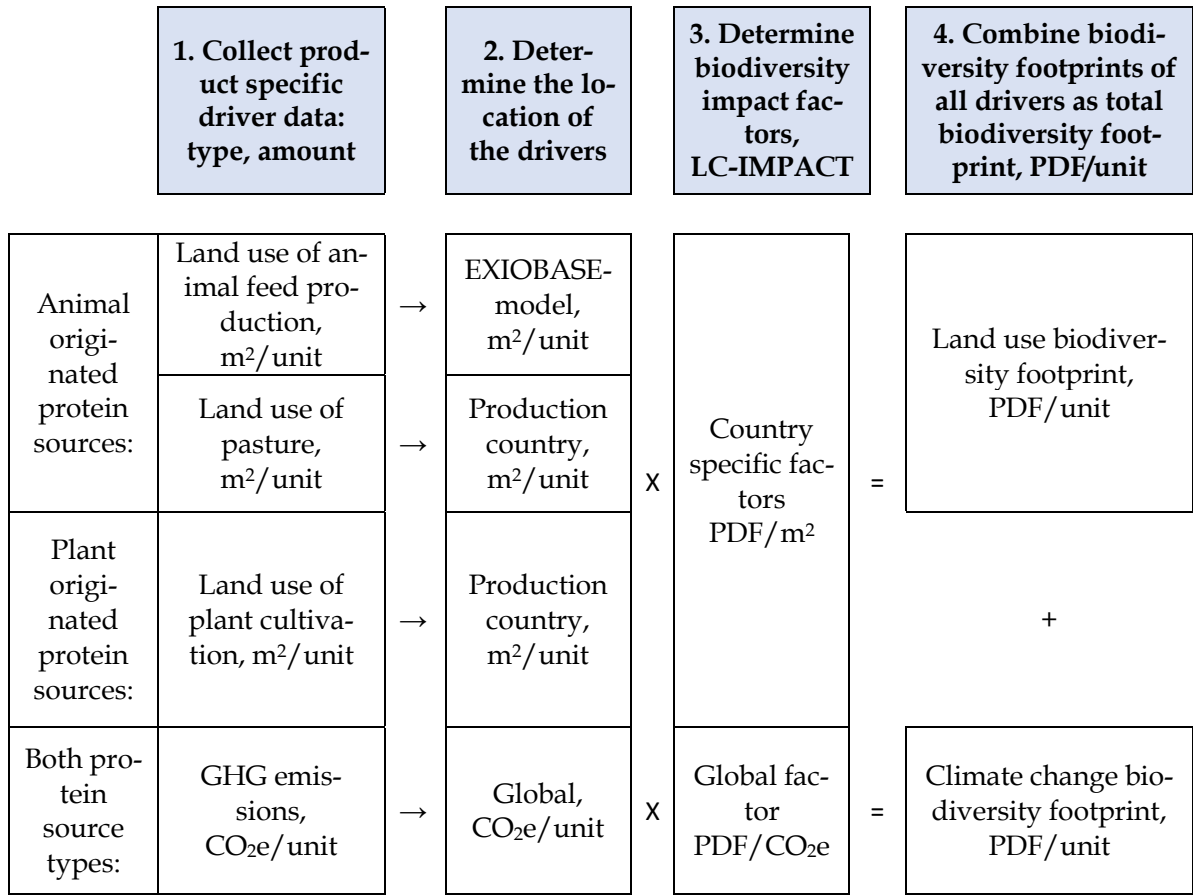 1. Collect prod-
uct specific
driver data:
type, amount
2. Deter-
mine the lo-
cation of
the drivers
3. Determine
biodiversity
impact fac-
tors,
LC-IMPACT
4. Combine biodi-
versity footprints of
all drivers as total
biodiversity foot-
print, PDF/unit
Animal
origi-
nated
protein
sources:
Land use of an-
imal feed pro-
duction,
m²/unit
→
EXIOBASE-
model,
m²/unit
Land use of
pasture,
m²/unit
→
Production
country,
m²/unit
X
Country
specific fac-
tors
PDF/m²
=
Land use biodiver-
sity footprint,
PDF/unit
Plant
origi-
nated
protein
sources:
Land use of
plant cultiva-
tion, m²/unit
→
Production
country,
m²/unit
+
Both pro-
tein
source
types:
GHG emis-
sions,
CO₂e/unit
→
Global,
CO₂e/unit
X
Global fac-
tor
PDF/CO₂e
=
Climate change bio-
diversity footprint,
PDF/unit